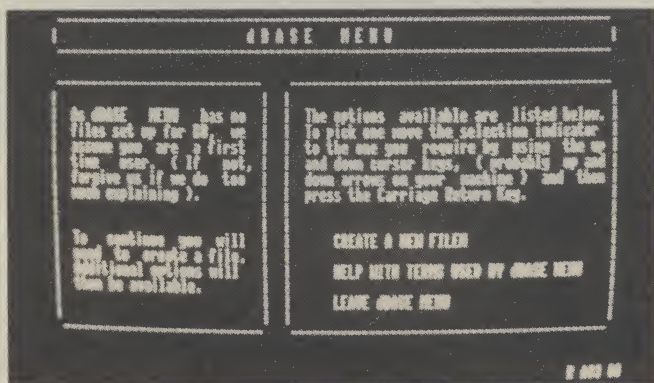 dBASE MENU
As dBASE MENU has no
files set up for BB, we
assume you are a first
time user. ( If not,
forgive us if we do too
much explaining ).
To continue you will
need to create a file.
Additional options will
then be available.
The options available are listed below.
To pick one move the selection indicator
to the one you require by using the up
and down cursor keys, ( probably up and
down arrows on your machine ) and then
press the Carriage Return Key.
CREATE A NEW FILE
HELP WITH TERMS USED BY dBASE MENU
LEAVE dBASE MENU